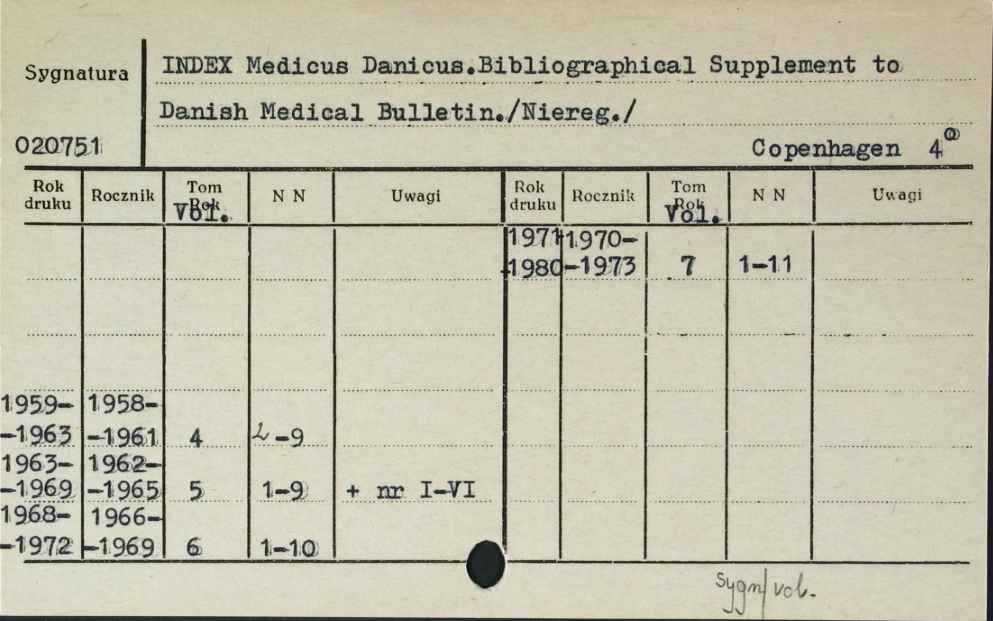 Sygnatura
INDEX Medicus Danicus.Bibliographical Supplement to
Danish Medical Bulletin./Niereg./
020751
Copenhagen 4°
Rok druku Rocznik Tom Rok Vol. N N Uwagi Rok druku Rocznik Tom Rok Vol. N N Uwagi
1971- 1970-
-1980 -1973 7 1-11
1959- 1958-
-1963 -1961 4 2-9
1963- 1962-
-1969 -1965 5 1-9 + nr I-VI
1968- 1966-
-1972 -1969 6 1-10
sygn/vol.